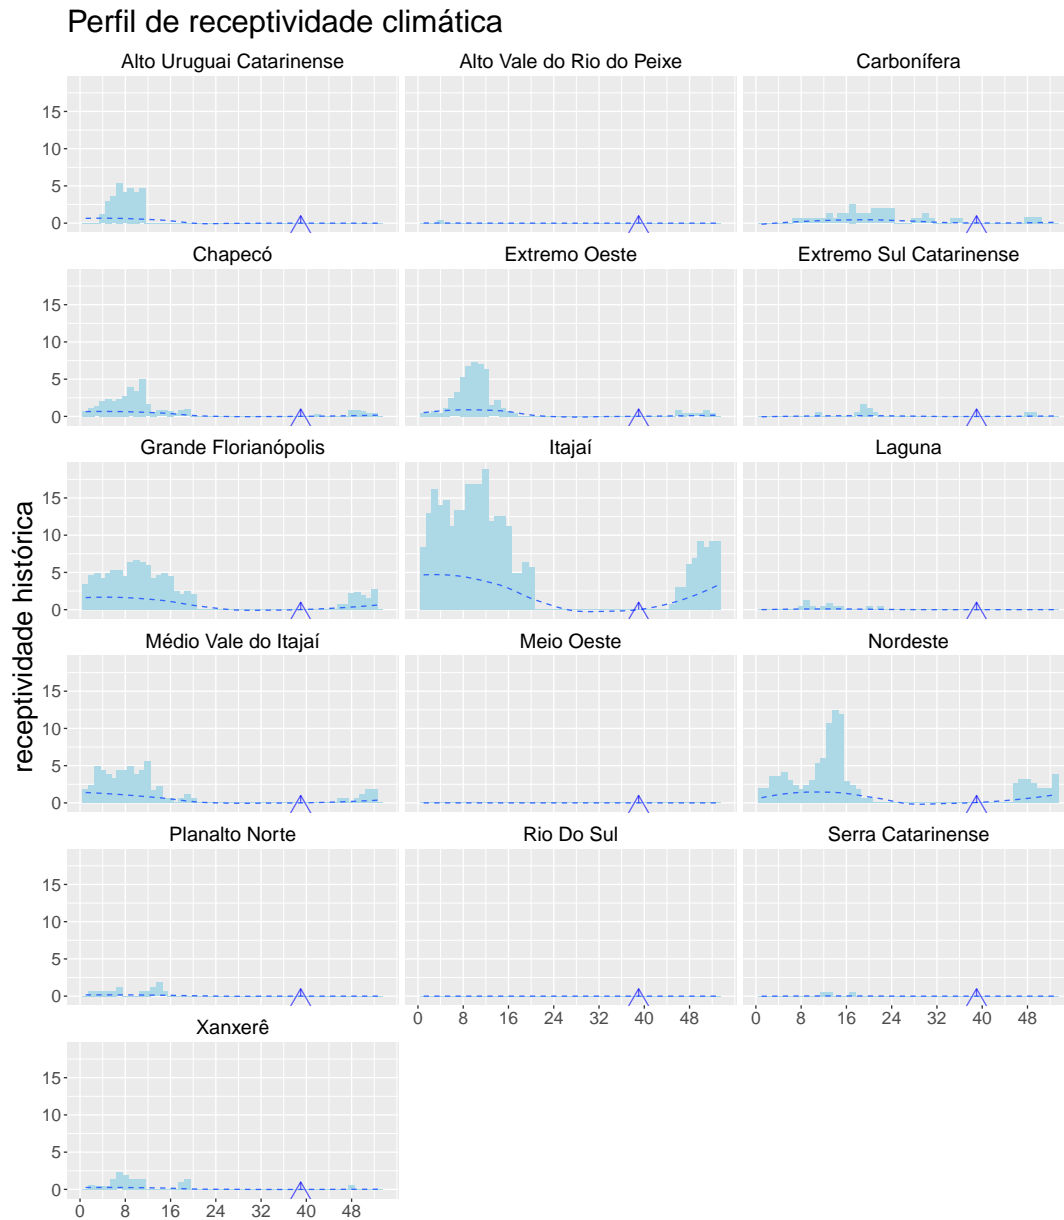 Perfil de receptividade climática
Alto Uruguai Catarinense
Alto Vale do Rio do Peixe
Carbonífera
15
10
5
0
Chapecó
Extremo Oeste
Extremo Sul Catarinense
15
10
5
0
Grande Florianópolis
Itajaí
Laguna
15
10
5
0
receptividade histórica
Médio Vale do Itajaí
Meio Oeste
Nordeste
15
10
5
0
Planalto Norte
Rio Do Sul
Serra Catarinense
15
10
5
0
0 8 16 24 32 40 48
0 8 16 24 32 40 48
Xanxerê
15
10
5
0
0 8 16 24 32 40 48